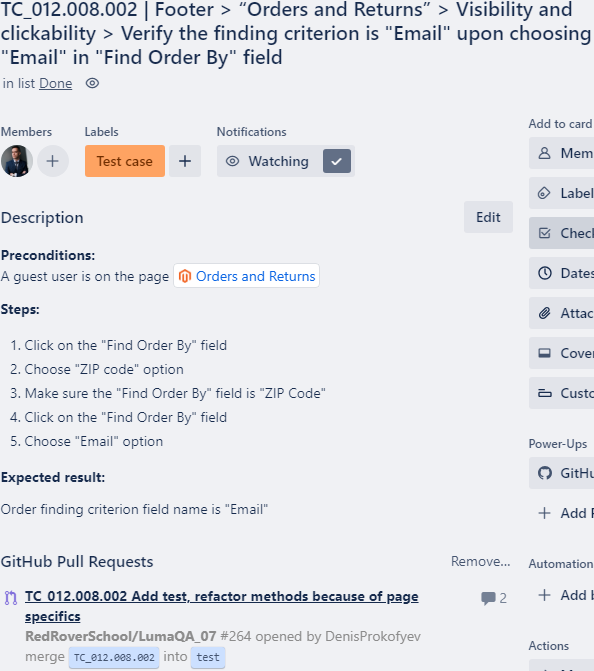 TC_012.008.002 | Footer > “Orders and Returns” > Visibility and
clickability > Verify the finding criterion is "Email" upon choosing
"Email" in "Find Order By" field
in list Done
Members
Labels
Notifications
Test case
Watching
Description
Edit
Preconditions:
A guest user is on the page Orders and Returns
Steps:
1. Click on the "Find Order By" field
2. Choose "ZIP code" option
3. Make sure the "Find Order By" field is "ZIP Code"
4. Click on the "Find Order By" field
5. Choose "Email" option
Expected result:
Order finding criterion field name is "Email"
GitHub Pull Requests
Remove...
TC_012.008.002 Add test, refactor methods because of page
specifics
2
RedRoverSchool/LumaQA_07 #264 opened by DenisProkofyev
merge TC_012.008.002 into test
Add to card
Mem
Label
Check
Dates
Attac
Cove
Custo
Power-Ups
GitHu
Add P
Automation
Add b
Actions